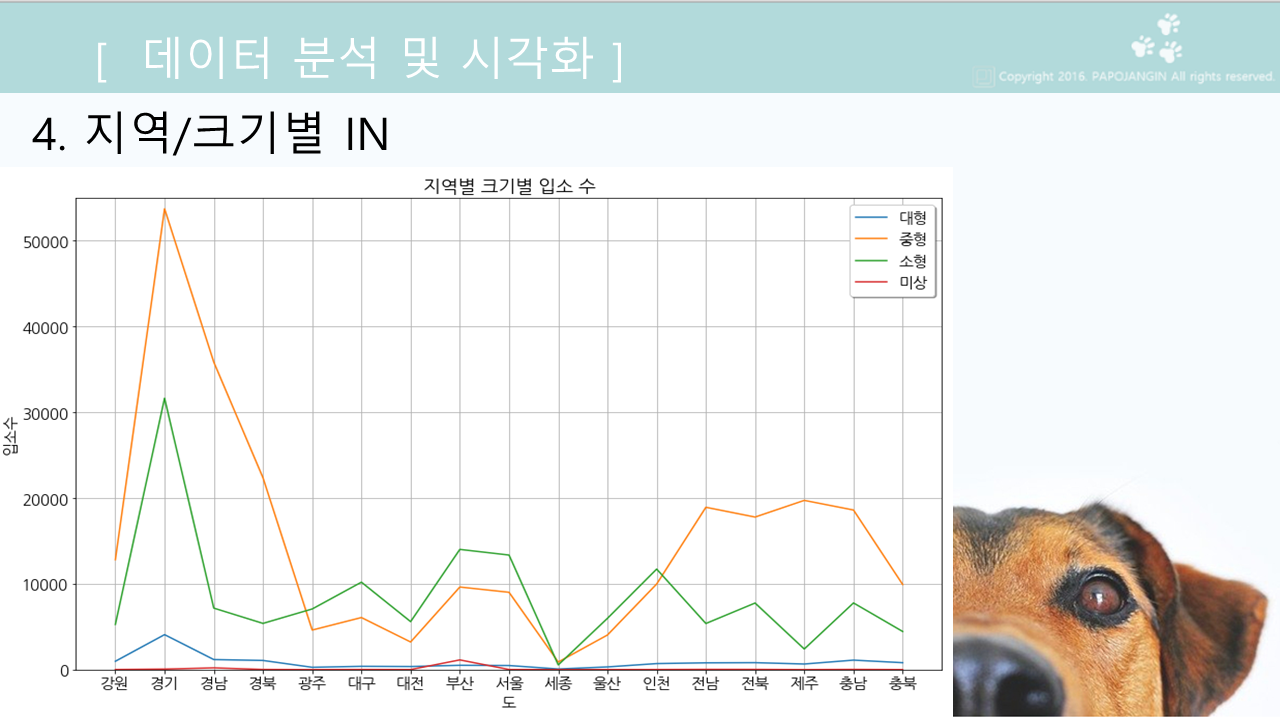 [ 데이터 분석 및 시각화 ]
Copyright 2016. PAPOJANGIN All rights reserved.
4. 지역/크기별 IN
지역별 크기별 입소 수
대형
중형
소형
미상
50000
40000
30000
20000
10000
0
입소수
강원 경기 경남 경북 광주 대구 대전 부산 서울 세종 울산 인천 전남 전북 제주 충남 충북
도